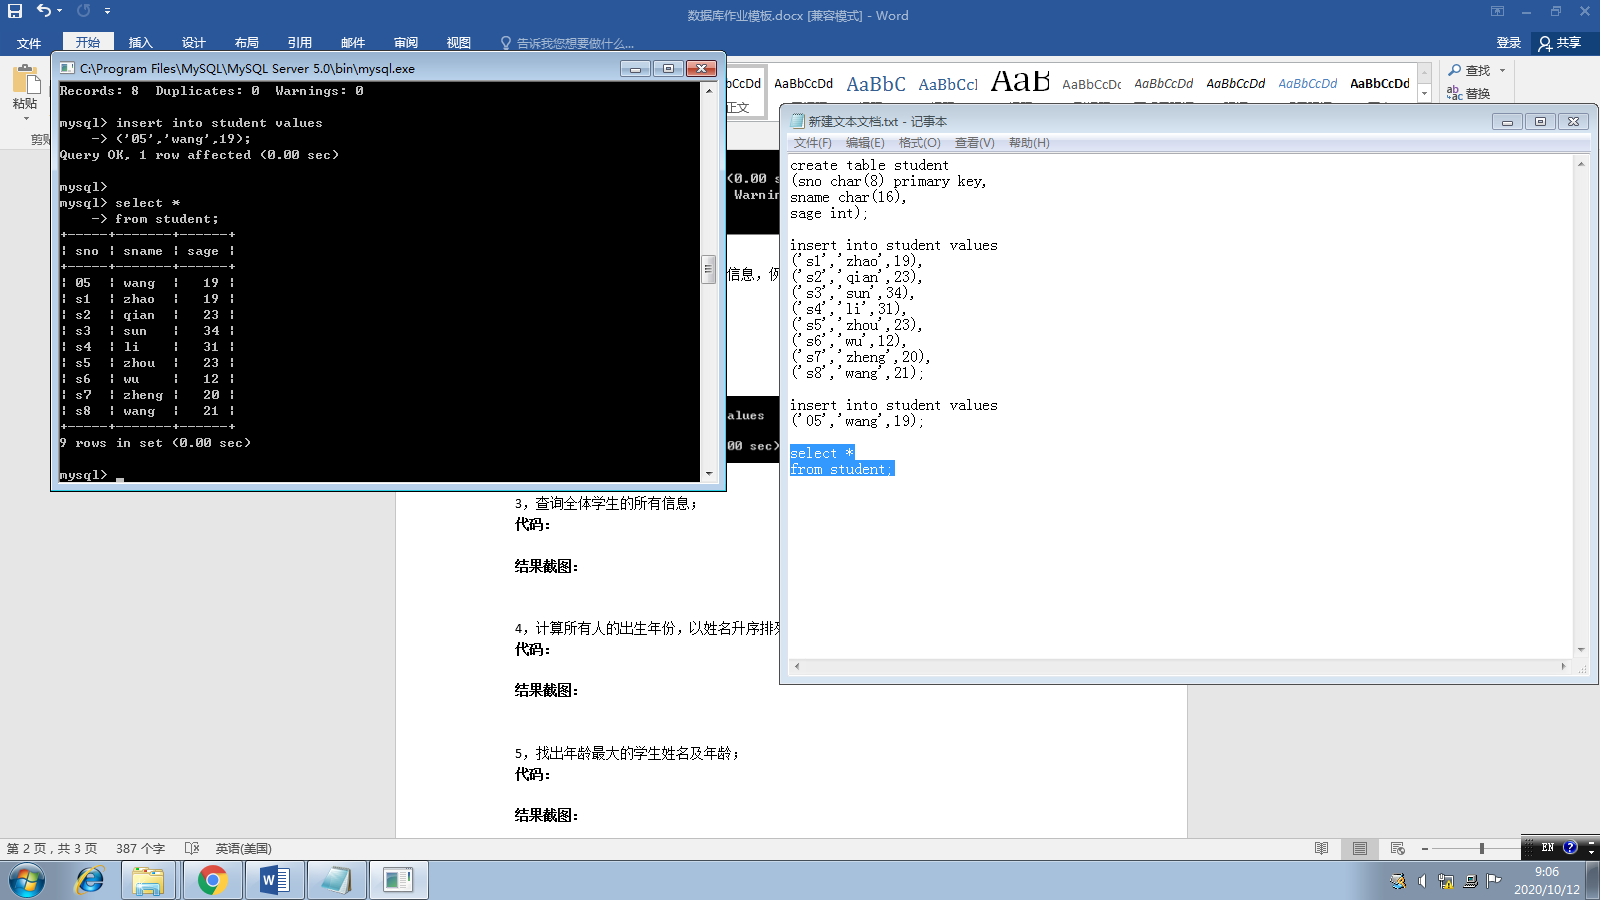 数据库作业模板.docx [兼容模式] - Word
文件 开始 插入 设计 布局 引用 邮件 审阅 视图 告诉我您想要做什么... 登录 共享
粘贴
正文
AaBbCcDd AaBbC AaBbCcI AaB AaBbCcDc AaBbCcDd AaBbCcDd AaBbCcDd AaBbCcDd
查找
替换
C:\Program Files\MySQL\MySQL Server 5.0\bin\mysql.exe
Records: 8  Duplicates: 0  Warnings: 0
mysql> insert into student values
    -> ('05','wang',19);
Query OK, 1 row affected (0.00 sec)
mysql>
mysql> select *
    -> from student;
+-----+-------+------+
| sno | sname | sage |
+-----+-------+------+
| 05  | wang  |   19 |
| s1  | zhao  |   19 |
| s2  | qian  |   23 |
| s3  | sun   |   34 |
| s4  | li    |   31 |
| s5  | zhou  |   23 |
| s6  | wu    |   12 |
| s7  | zheng |   20 |
| s8  | wang  |   21 |
+-----+-------+------+
9 rows in set (0.00 sec)
mysql>
(0.00 s
Warnin
信息，例
alues
00 sec)
新建文本文档.txt - 记事本
文件(F) 编辑(E) 格式(O) 查看(V) 帮助(H)
create table student
(sno char(8) primary key,
sname char(16),
sage int);
insert into student values
('s1','zhao',19),
('s2','qian',23),
('s3','sun',34),
('s4','li',31),
('s5','zhou',23),
('s6','wu',12),
('s7','zheng',20),
('s8','wang',21);
insert into student values
('05','wang',19);
select *
from student;
3，查询全体学生的所有信息；
代码：
结果截图：
4，计算所有人的出生年份，以姓名升序排列
代码：
结果截图：
5，找出年龄最大的学生姓名及年龄；
代码：
结果截图：
第 2 页，共 3 页 387 个字 英语(美国)
EN
9:06
2020/10/12